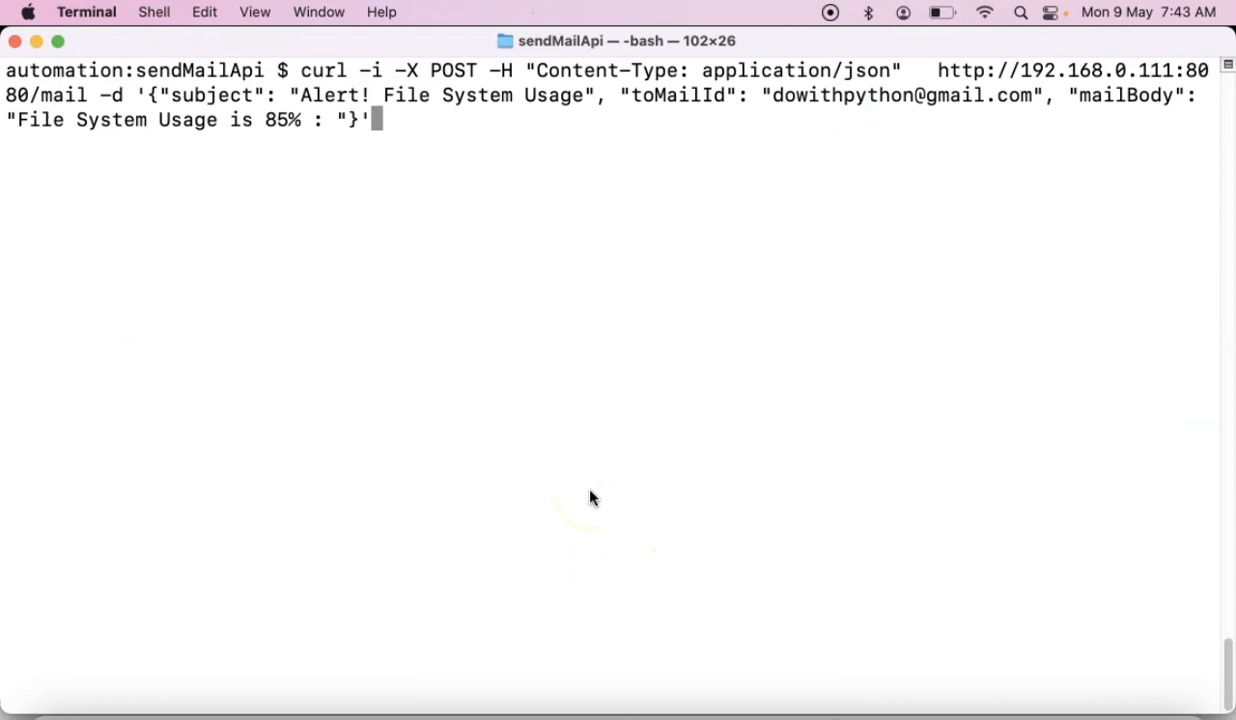 Terminal Shell Edit View Window Help Mon 9 May 7:43 AM
sendMailApi — -bash — 102×26
automation:sendMailApi $ curl -i -X POST -H "Content-Type: application/json"   http://192.168.0.111:80
80/mail -d '{"subject": "Alert! File System Usage", "toMailId": "dowithpython@gmail.com", "mailBody":
"File System Usage is 85% : "}'